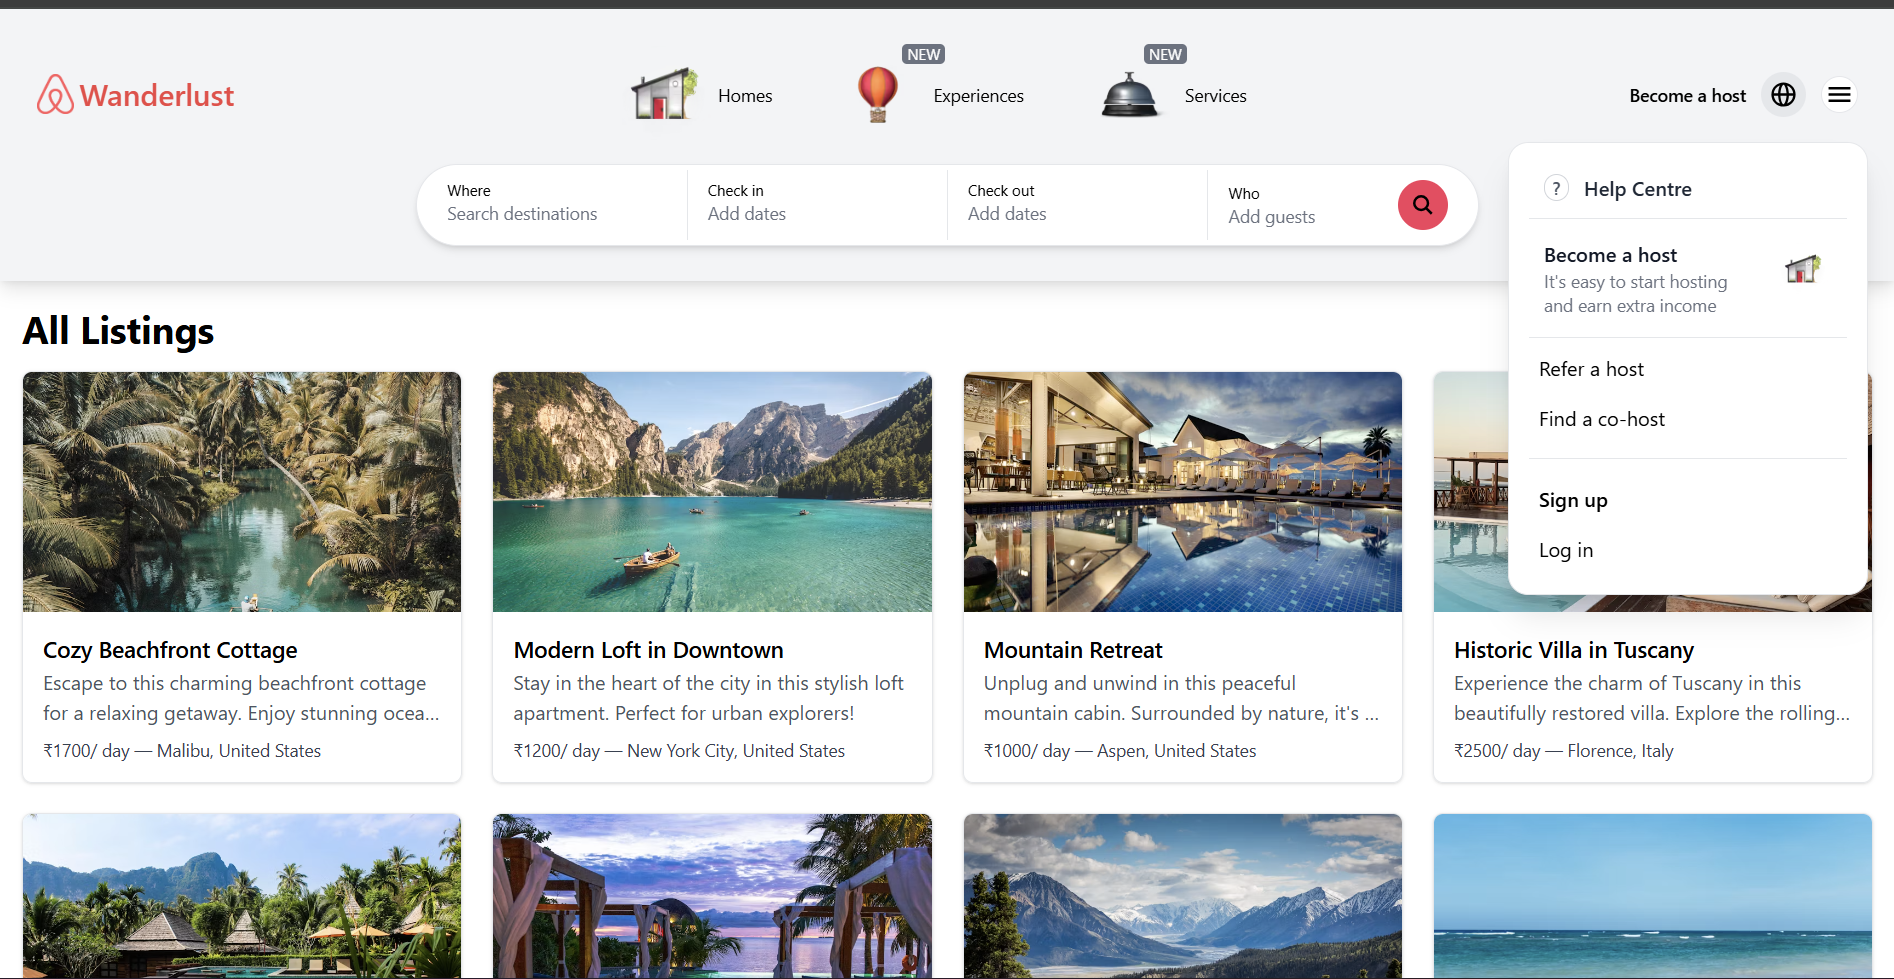 Wanderlust
Homes
NEW
Experiences
NEW
Services
Become a host
Where
Search destinations
Check in
Add dates
Check out
Add dates
Who
Add guests
? Help Centre
Become a host
It's easy to start hosting
and earn extra income
Refer a host
Find a co-host
Sign up
Log in
All Listings
Cozy Beachfront Cottage
Escape to this charming beachfront cottage
for a relaxing getaway. Enjoy stunning ocea...
₹1700/ day — Malibu, United States
Modern Loft in Downtown
Stay in the heart of the city in this stylish loft
apartment. Perfect for urban explorers!
₹1200/ day — New York City, United States
Mountain Retreat
Unplug and unwind in this peaceful
mountain cabin. Surrounded by nature, it's ...
₹1000/ day — Aspen, United States
Historic Villa in Tuscany
Experience the charm of Tuscany in this
beautifully restored villa. Explore the rolling...
₹2500/ day — Florence, Italy